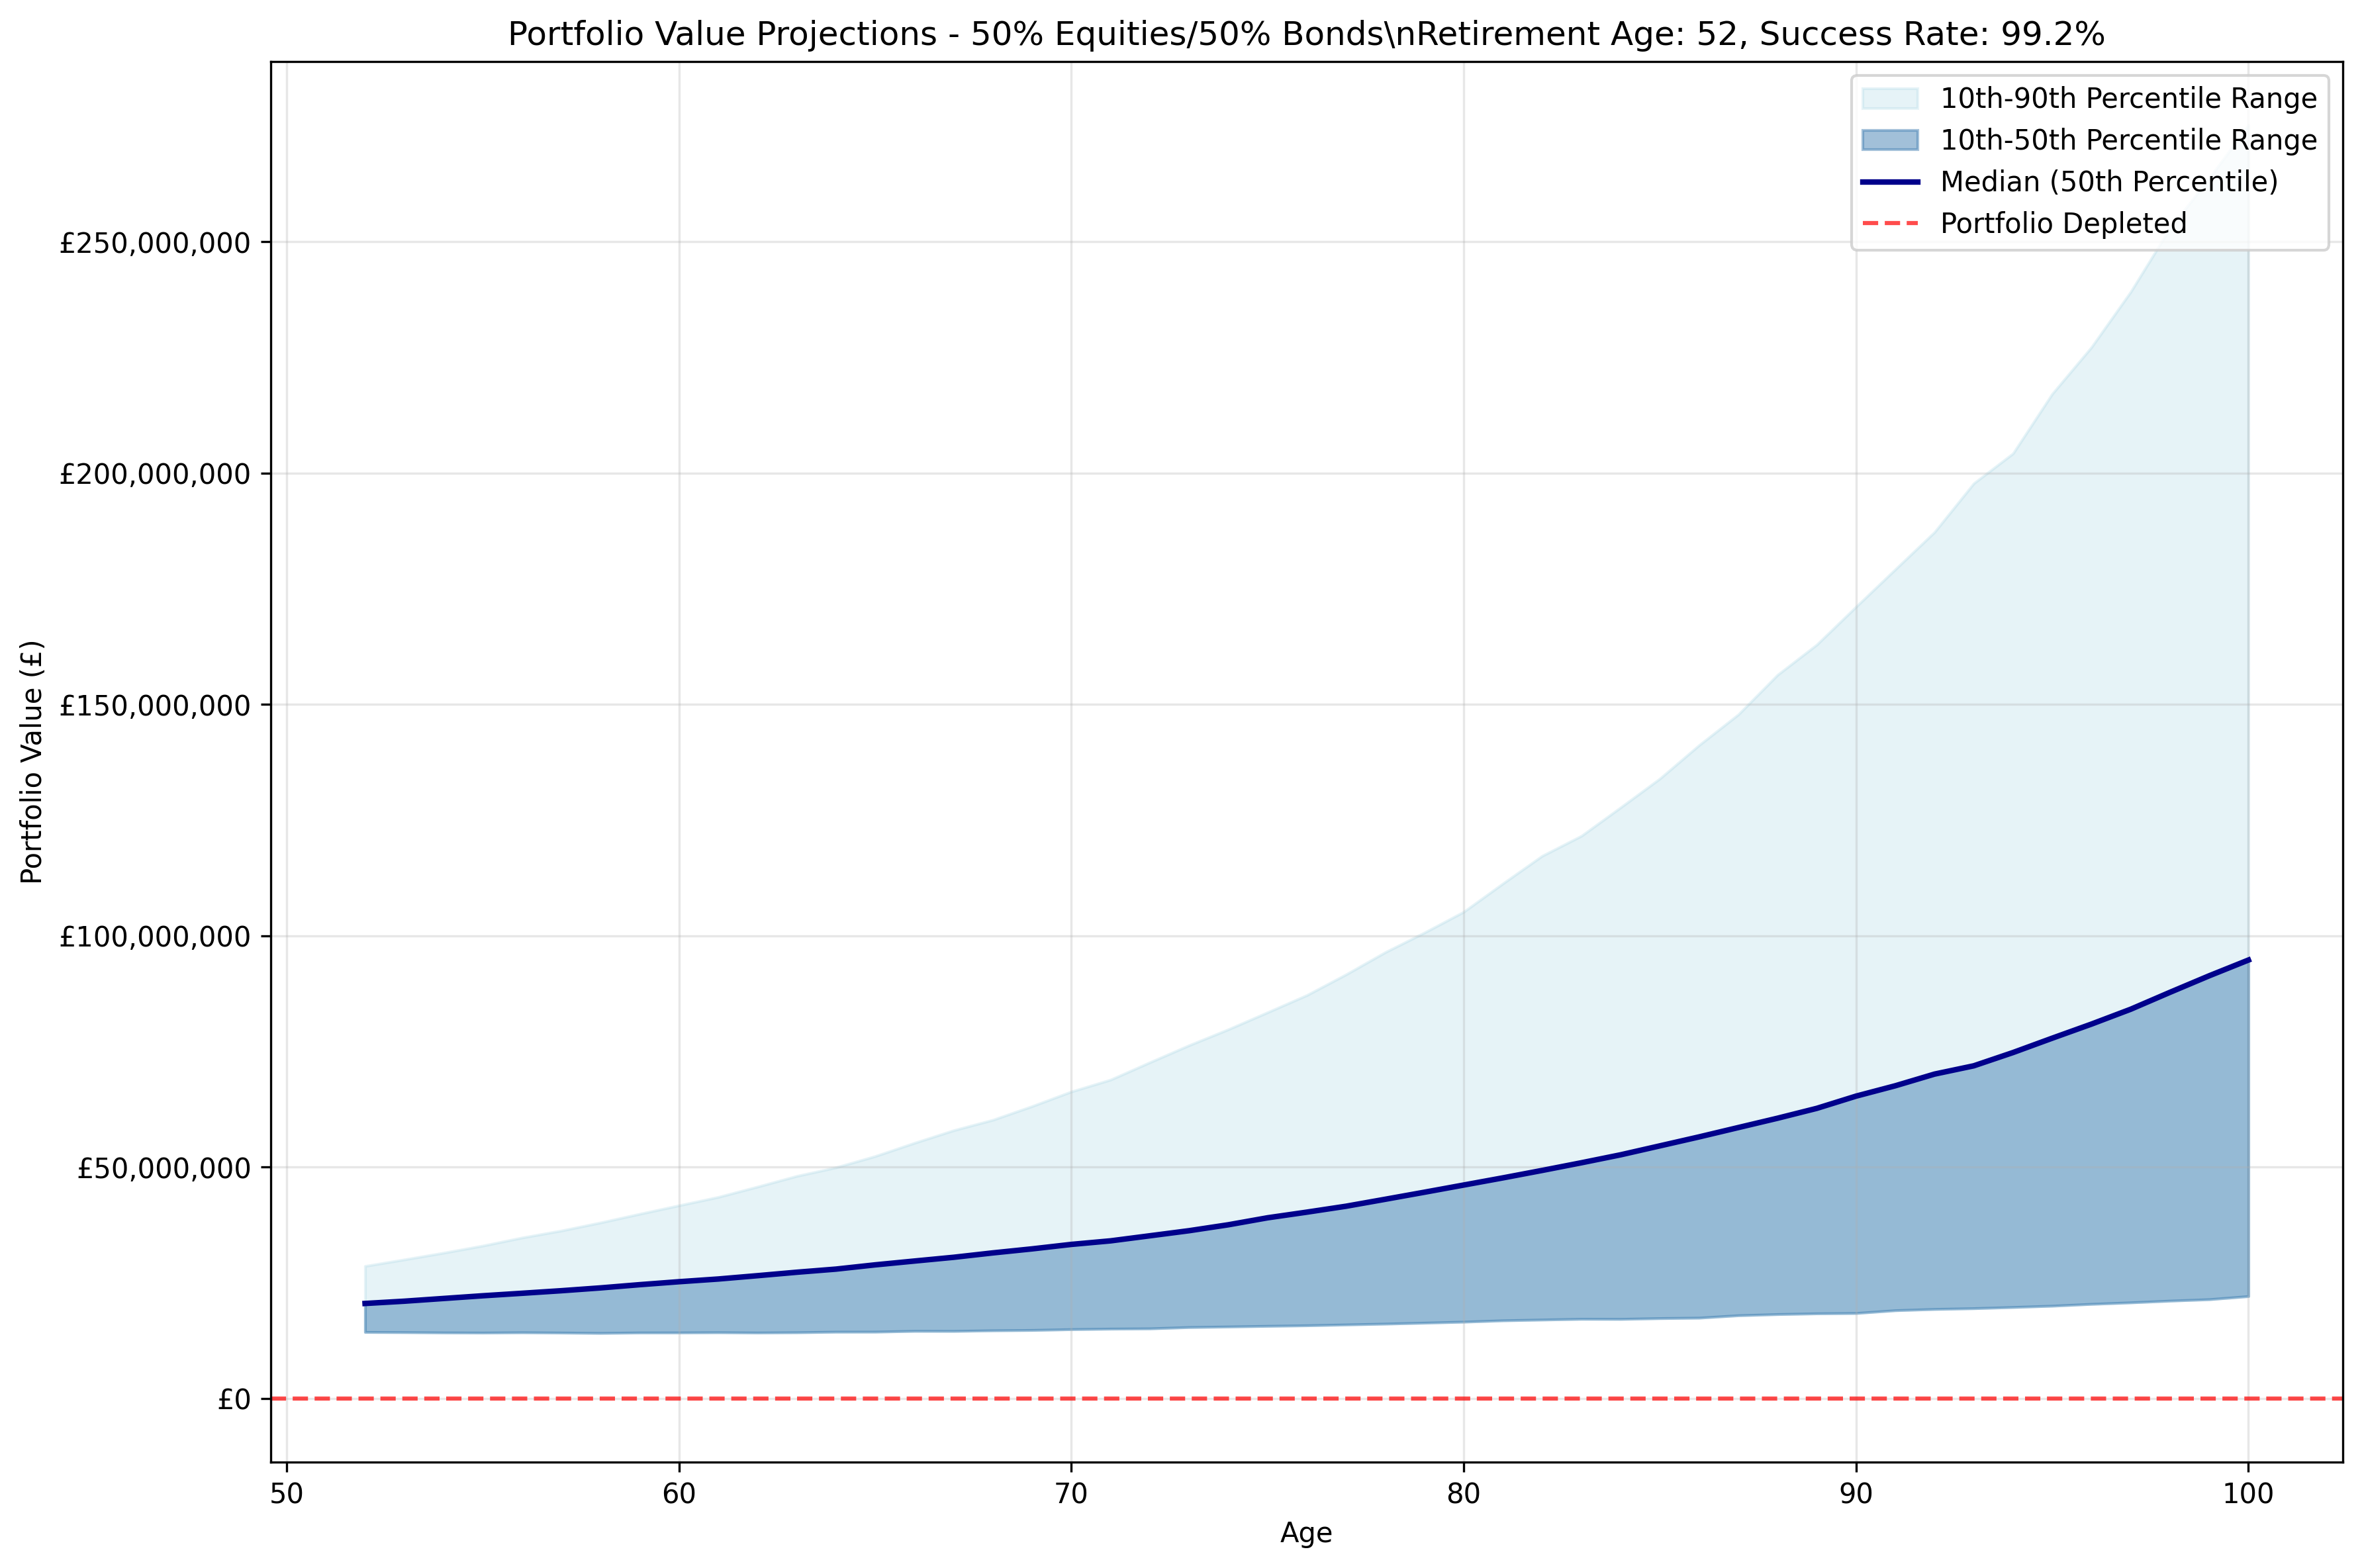 Portfolio Value Projections - 50% Equities/50% Bonds\nRetirement Age: 52, Success Rate: 99.2%
10th-90th Percentile Range
10th-50th Percentile Range
Median (50th Percentile)
Portfolio Depleted
Portfolio Value (£)
£250,000,000
£200,000,000
£150,000,000
£100,000,000
£50,000,000
£0
50
60
70
80
90
100
Age